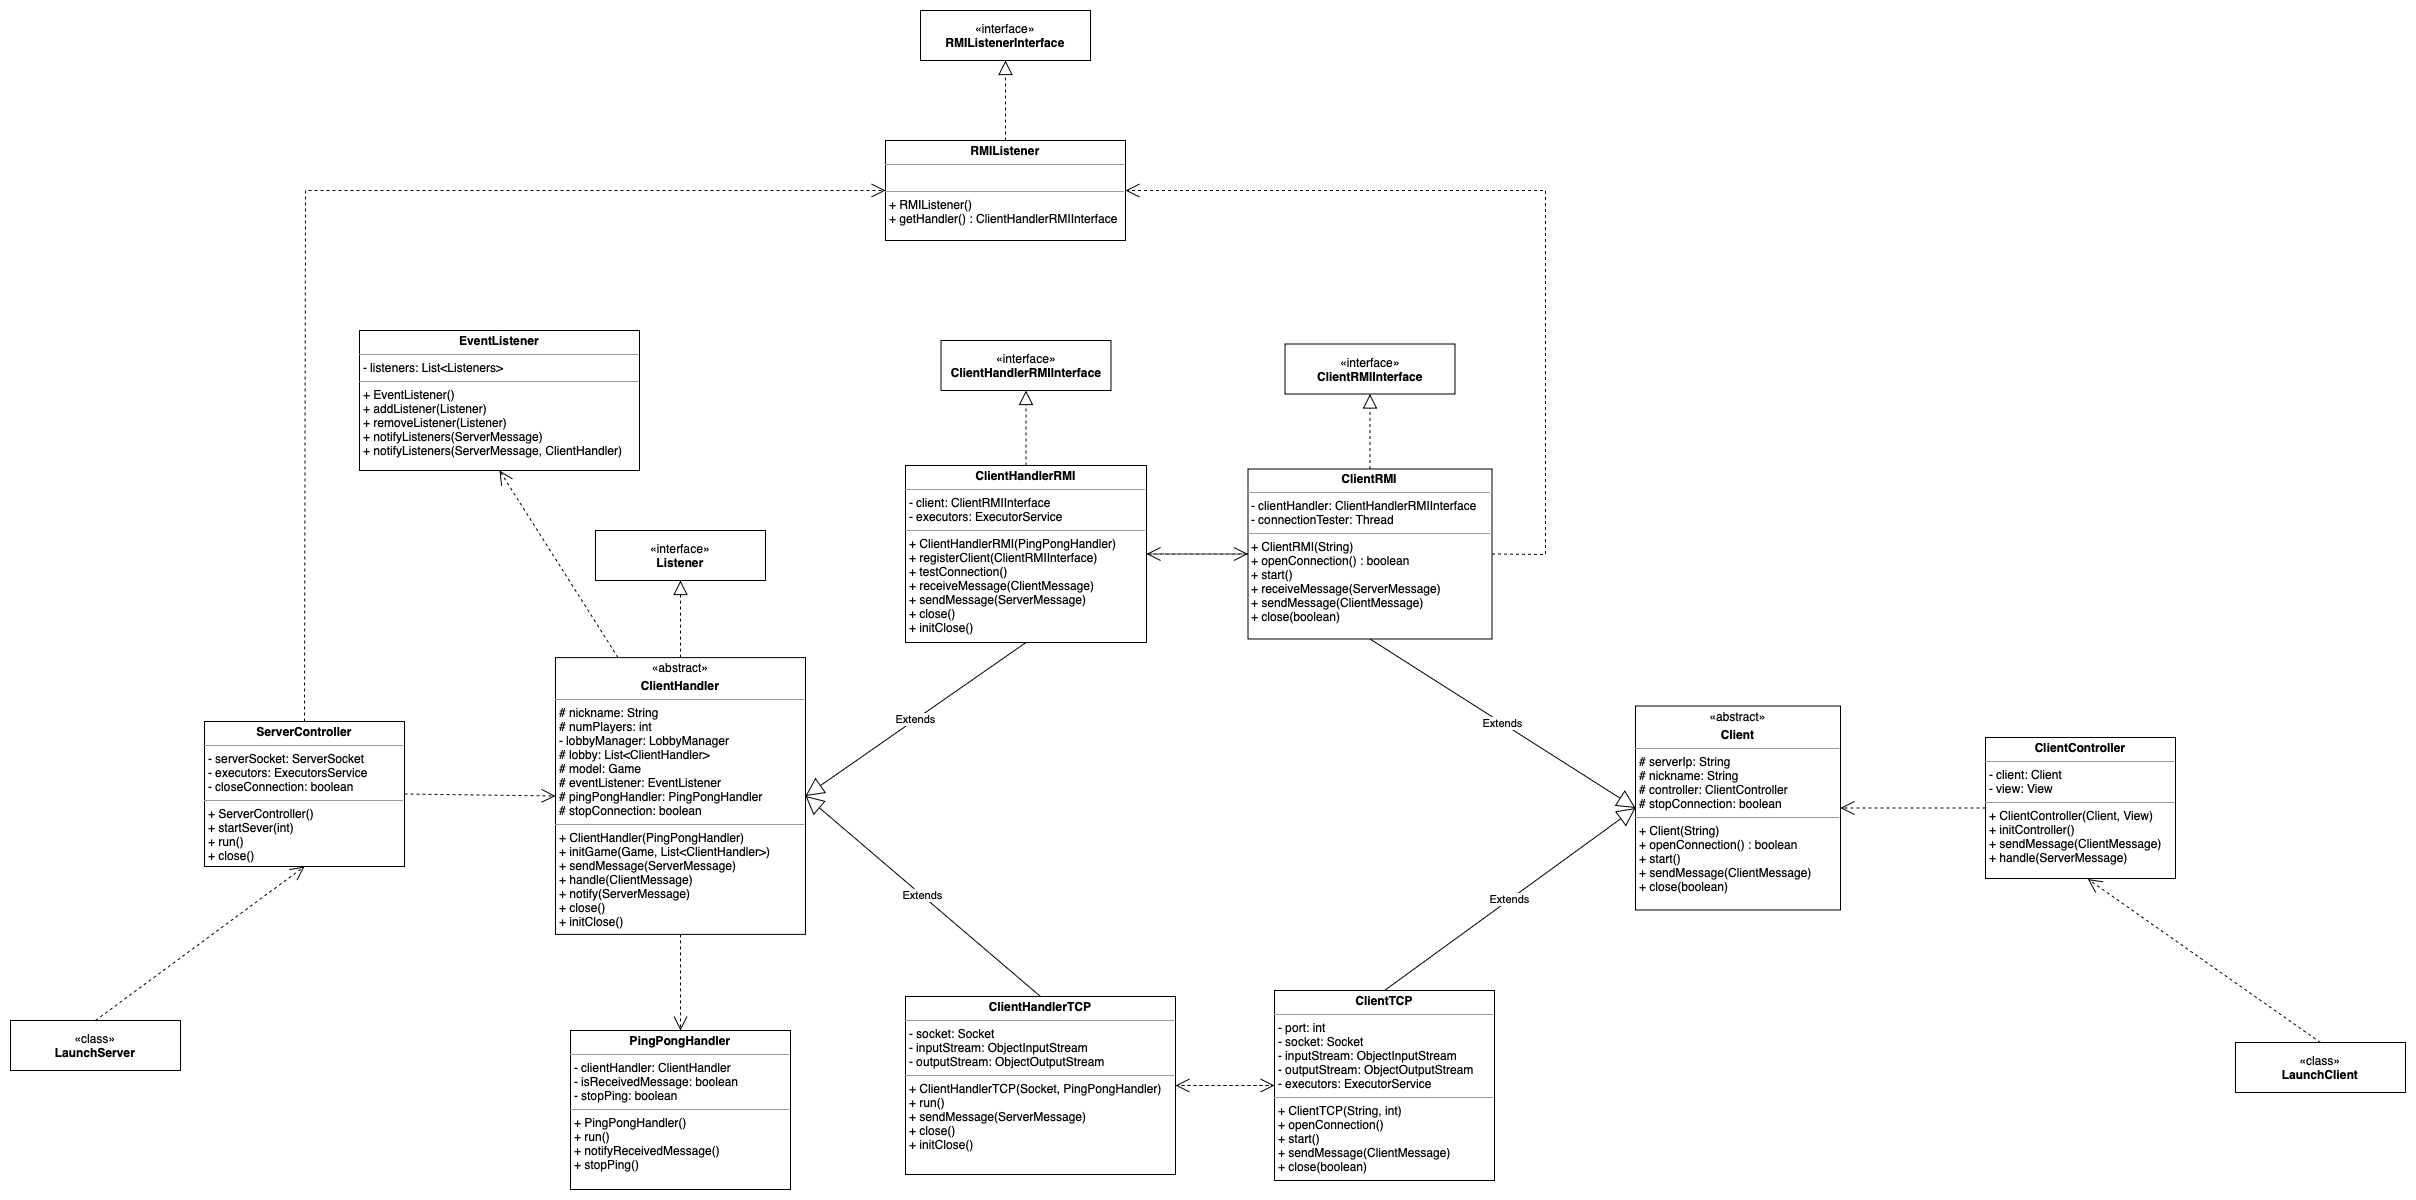 «interface»
RMIListenerInterface
RMIListener
+ RMIListener()
+ getHandler() : ClientHandlerRMIInterface
EventListener
- listeners: List<Listeners>
+ EventListener()
+ addListener(Listener)
+ removeListener(Listener)
+ notifyListeners(ServerMessage)
+ notifyListeners(ServerMessage, ClientHandler)
«interface»
ClientHandlerRMIInterface
«interface»
ClientRMIInterface
ClientHandlerRMI
- client: ClientRMIInterface
- executors: ExecutorService
+ ClientHandlerRMI(PingPongHandler)
+ registerClient(ClientRMIInterface)
+ testConnection()
+ receiveMessage(ClientMessage)
+ sendMessage(ServerMessage)
+ close()
+ initClose()
ClientRMI
- clientHandler: ClientHandlerRMIInterface
- connectionTester: Thread
+ ClientRMI(String)
+ openConnection() : boolean
+ start()
+ receiveMessage(ServerMessage)
+ sendMessage(ClientMessage)
+ close(boolean)
«interface»
Listener
«abstract»
ClientHandler
# nickname: String
# numPlayers: int
- lobbyManager: LobbyManager
# lobby: List<ClientHandler>
# model: Game
# eventListener: EventListener
# pingPongHandler: PingPongHandler
# stopConnection: boolean
+ ClientHandler(PingPongHandler)
+ initGame(Game, List<ClientHandler>)
+ sendMessage(ServerMessage)
+ handle(ClientMessage)
+ notify(ServerMessage)
+ close()
+ initClose()
Extends
Extends
ServerController
- serverSocket: ServerSocket
- executors: ExecutorsService
- closeConnection: boolean
+ ServerController()
+ startSever(int)
+ run()
+ close()
«abstract»
Client
# serverIp: String
# nickname: String
# controller: ClientController
# stopConnection: boolean
+ Client(String)
+ openConnection() : boolean
+ start()
+ sendMessage(ClientMessage)
+ close(boolean)
ClientController
- client: Client
- view: View
+ ClientController(Client, View)
+ initController()
+ sendMessage(ClientMessage)
+ handle(ServerMessage)
Extends
Extends
«class»
LaunchServer
PingPongHandler
- clientHandler: ClientHandler
- isReceivedMessage: boolean
- stopPing: boolean
+ PingPongHandler()
+ run()
+ notifyReceivedMessage()
+ stopPing()
ClientHandlerTCP
- socket: Socket
- inputStream: ObjectInputStream
- outputStream: ObjectOutputStream
+ ClientHandlerTCP(Socket, PingPongHandler)
+ run()
+ sendMessage(ServerMessage)
+ close()
+ initClose()
ClientTCP
- port: int
- socket: Socket
- inputStream: ObjectInputStream
- outputStream: ObjectOutputStream
- executors: ExecutorService
+ ClientTCP(String, int)
+ openConnection()
+ start()
+ sendMessage(ClientMessage)
+ close(boolean)
«class»
LaunchClient